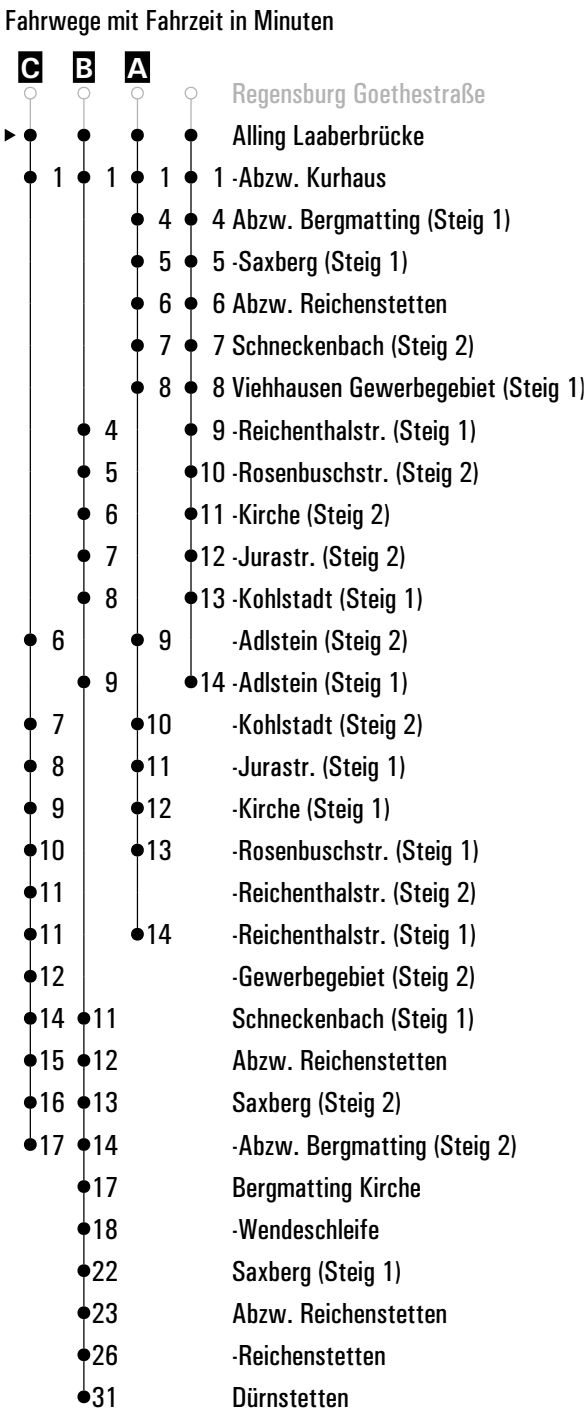 Fahrwege mit Fahrzeit in Minuten
C B A
Regensburg Goethestraße
Alling Laaberbrücke
1 1 1 1 -Abzw. Kurhaus
4 4 Abzw. Bergmatting (Steig 1)
5 5 -Saxberg (Steig 1)
6 6 Abzw. Reichenstetten
7 7 Schneckenbach (Steig 2)
8 8 Viehhausen Gewerbegebiet (Steig 1)
4 9 -Reichenthalstr. (Steig 1)
5 10 -Rosenbuschstr. (Steig 2)
6 11 -Kirche (Steig 2)
7 12 -Jurastr. (Steig 2)
8 13 -Kohlstadt (Steig 1)
6 9 -Adlstein (Steig 2)
9 14 -Adlstein (Steig 1)
7 10 -Kohlstadt (Steig 2)
8 11 -Jurastr. (Steig 1)
9 12 -Kirche (Steig 1)
10 13 -Rosenbuschstr. (Steig 1)
11 -Reichenthalstr. (Steig 2)
11 14 -Reichenthalstr. (Steig 1)
12 -Gewerbegebiet (Steig 2)
14 11 Schneckenbach (Steig 1)
15 12 Abzw. Reichenstetten
16 13 Saxberg (Steig 2)
17 14 -Abzw. Bergmatting (Steig 2)
17 Bergmatting Kirche
18 -Wendeschleife
22 Saxberg (Steig 1)
23 Abzw. Reichenstetten
26 -Reichenstetten
31 Dürnstetten